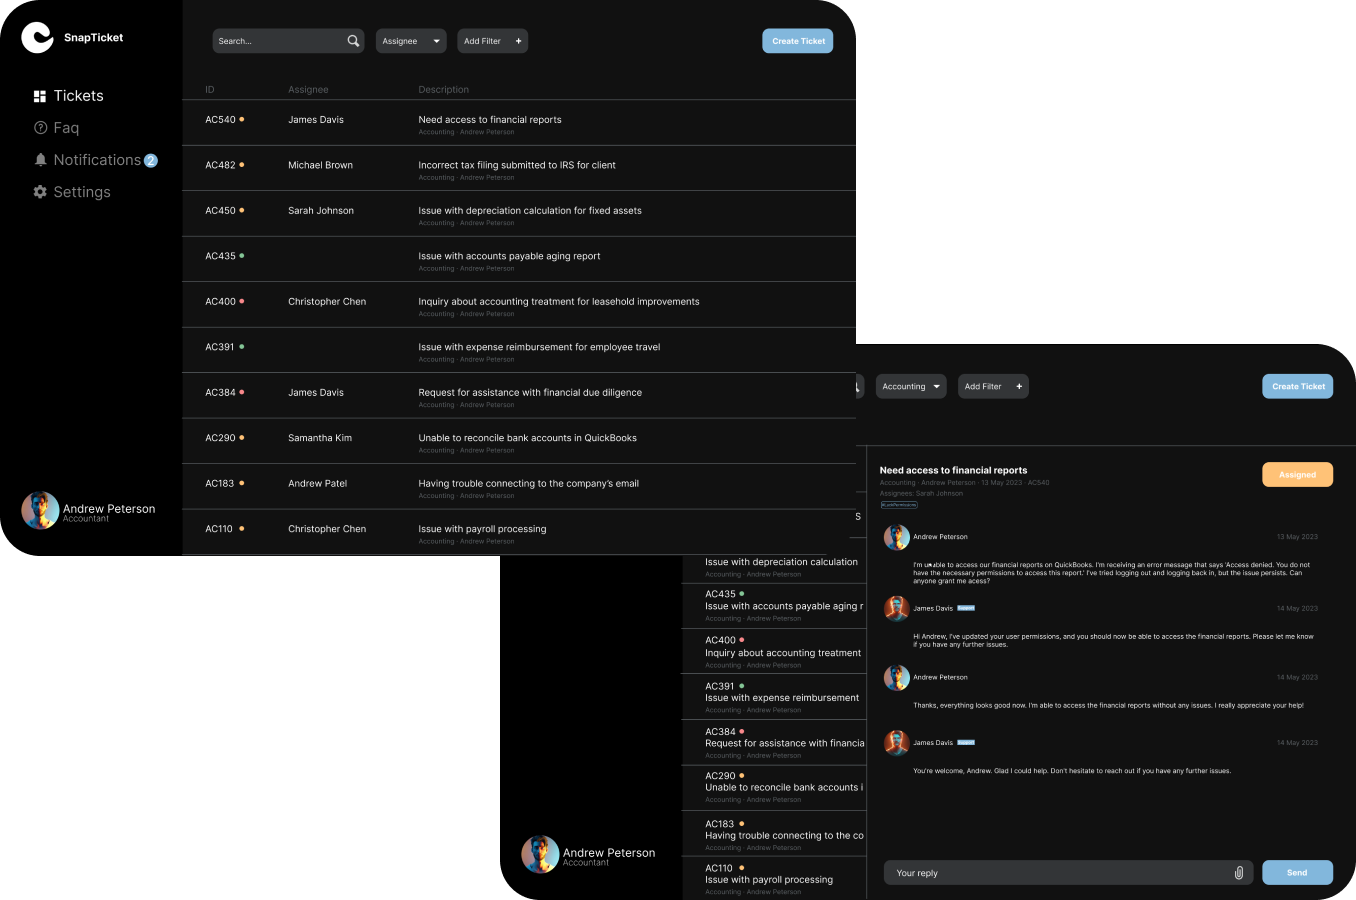 SnapTicket
Tickets
Faq
Notifications 2
Settings
Andrew Peterson
Accountant
Search...
Assignee
Add Filter +
Create Ticket
ID Assignee Description
AC540 James Davis Need access to financial reports
Accounting · Andrew Peterson
AC482 Michael Brown Incorrect tax filing submitted to IRS for client
Accounting · Andrew Peterson
AC450 Sarah Johnson Issue with depreciation calculation for fixed assets
Accounting · Andrew Peterson
AC435 Issue with accounts payable aging report
Accounting · Andrew Peterson
AC400 Christopher Chen Inquiry about accounting treatment for leasehold improvements
Accounting · Andrew Peterson
AC391 Issue with expense reimbursement for employee travel
Accounting · Andrew Peterson
AC384 James Davis Request for assistance with financial due diligence
Accounting · Andrew Peterson
AC290 Samantha Kim Unable to reconcile bank accounts in QuickBooks
Accounting · Andrew Peterson
AC183 Andrew Patel Having trouble connecting to the company's email
Accounting · Andrew Peterson
AC110 Christopher Chen Issue with payroll processing
Accounting · Andrew Peterson
Accounting
Add Filter +
Create Ticket
s
Issue with depreciation calculation
Accounting · Andrew Peterson
AC435
Issue with accounts payable aging r
Accounting · Andrew Peterson
AC400
Inquiry about accounting treatment
Accounting · Andrew Peterson
AC391
Issue with expense reimbursement
Accounting · Andrew Peterson
AC384
Request for assistance with financia
Accounting · Andrew Peterson
AC290
Unable to reconcile bank accounts i
Accounting · Andrew Peterson
AC183
Having trouble connecting to the co
Accounting · Andrew Peterson
AC110
Issue with payroll processing
Accounting · Andrew Peterson
Andrew Peterson
Accountant
Need access to financial reports
Accounting · Andrew Peterson · 13 May 2023 · AC540
Assignees: Sarah Johnson
Assigned
Andrew Peterson 13 May 2023
I'm unable to access our financial reports on QuickBooks. I'm receiving an error message that says 'Access denied. You do not
have the necessary permissions to access this report.' I've tried logging out and logging back in, but the issue persists. Can
anyone grant me acess?
James Davis Support 14 May 2023
Hi Andrew, I've updated your user permissions, and you should now be able to access the financial reports. Please let me know
if you have any further issues.
Andrew Peterson 14 May 2023
Thanks, everything looks good now. I'm able to access the financial reports without any issues. I really appreciate your help!
James Davis Support 14 May 2023
You're welcome, Andrew. Glad I could help. Don't hesitate to reach out if you have any further issues.
Your reply
Send